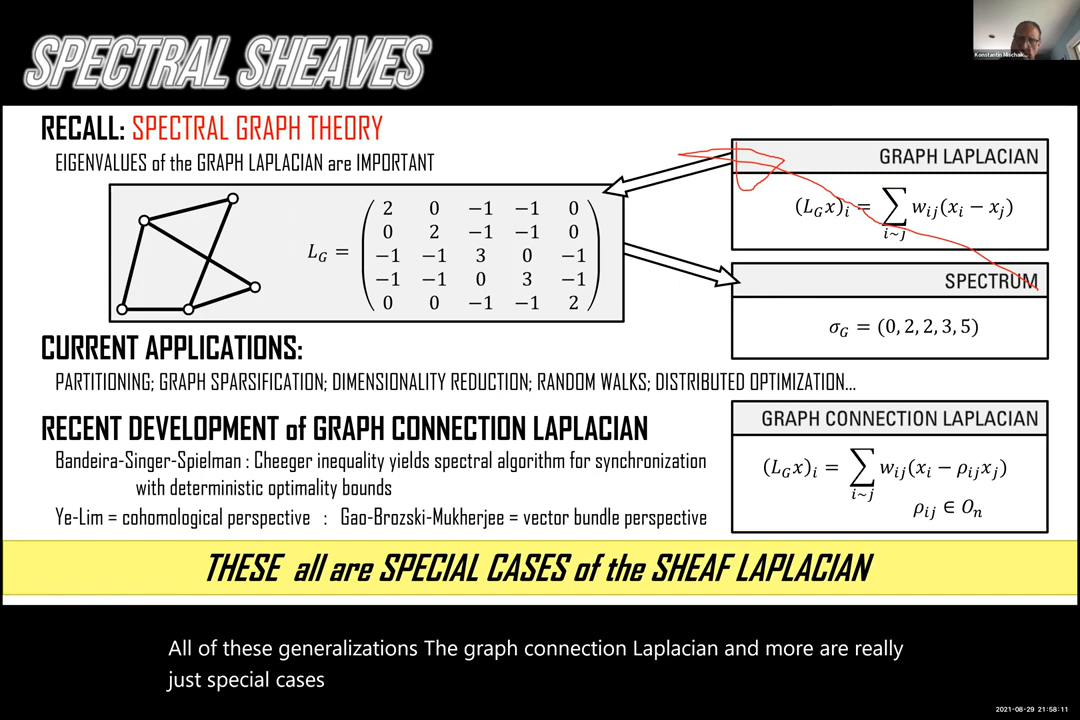 SPECTRAL SHEAVES
RECALL: SPECTRAL GRAPH THEORY
EIGENVALUES of the GRAPH LAPLACIAN are IMPORTANT
L_G =
2 0 −1 −1 0
0 2 −1 −1 0
−1 −1 3 0 −1
−1 −1 0 3 −1
0 0 −1 −1 2
GRAPH LAPLACIAN
(L_G x)_i = ∑_{i~j} w_{ij}(x_i − x_j)
SPECTRUM
σ_G = (0, 2, 2, 3, 5)
CURRENT APPLICATIONS:
PARTITIONING; GRAPH SPARSIFICATION; DIMENSIONALITY REDUCTION; RANDOM WALKS; DISTRIBUTED OPTIMIZATION...
RECENT DEVELOPMENT of GRAPH CONNECTION LAPLACIAN
Bandeira-Singer-Spielman : Cheeger inequality yields spectral algorithm for synchronization
with deterministic optimality bounds
Ye-Lim = cohomological perspective : Gao-Brozski-Mukherjee = vector bundle perspective
GRAPH CONNECTION LAPLACIAN
(L_G x)_i = ∑_{i~j} w_{ij}(x_i − ρ_{ij}x_j)
ρ_{ij} ∈ O_n
THESE all are SPECIAL CASES of the SHEAF LAPLACIAN
All of these generalizations The graph connection Laplacian and more are really
just special cases
2021-08-29 21:58:11
Konstantin